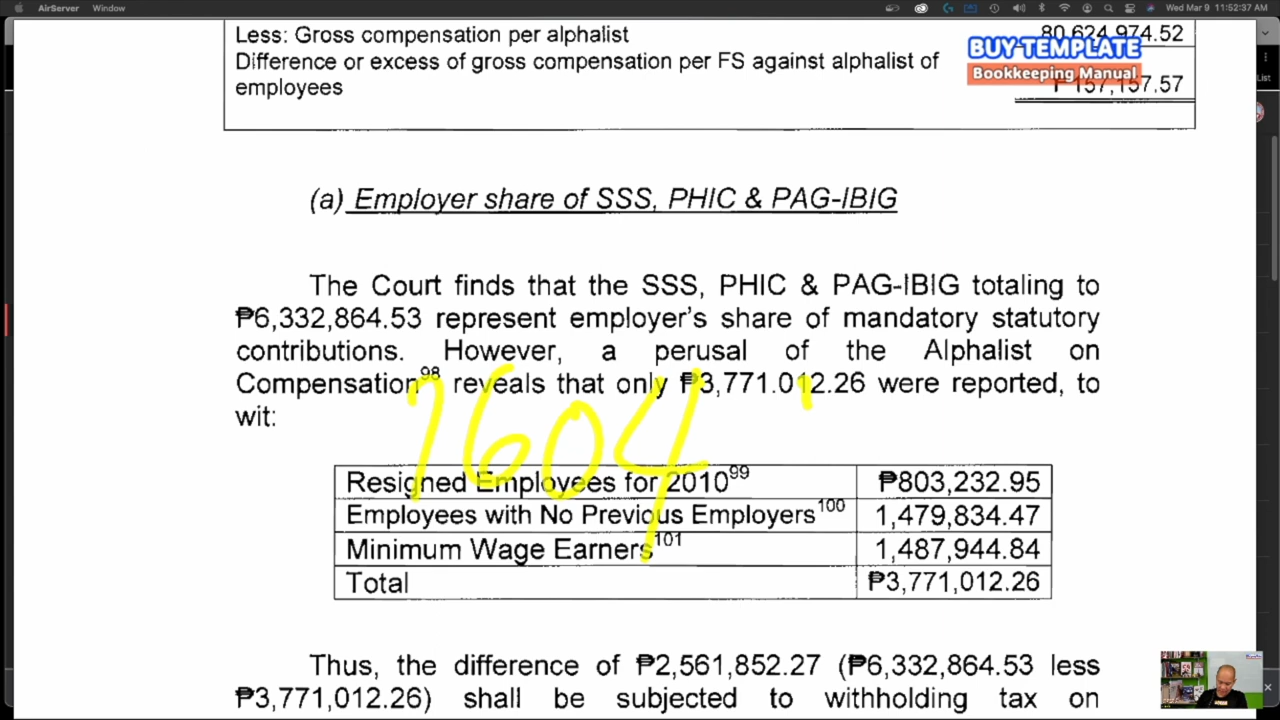 AirServer Window
Wed Mar 9 11:52:37 AM
Less: Gross compensation per alphalist 80,624,974.52
BUY TEMPLATE
Bookkeeping Manual
Difference or excess of gross compensation per FS against alphalist of
employees ₱157,157.57
List
(a) Employer share of SSS, PHIC & PAG-IBIG
The Court finds that the SSS, PHIC & PAG-IBIG totaling to
₱6,332,864.53 represent employer's share of mandatory statutory
contributions. However, a perusal of the Alphalist on
Compensation98 reveals that only ₱3,771.012.26 were reported, to
wit:
1604
Resigned Employees for 201099 ₱803,232.95
Employees with No Previous Employers100 1,479,834.47
Minimum Wage Earners101 1,487,944.84
Total ₱3,771,012.26
Thus, the difference of ₱2,561,852.27 (₱6,332,864.53 less
₱3,771,012.26) shall be subjected to withholding tax on